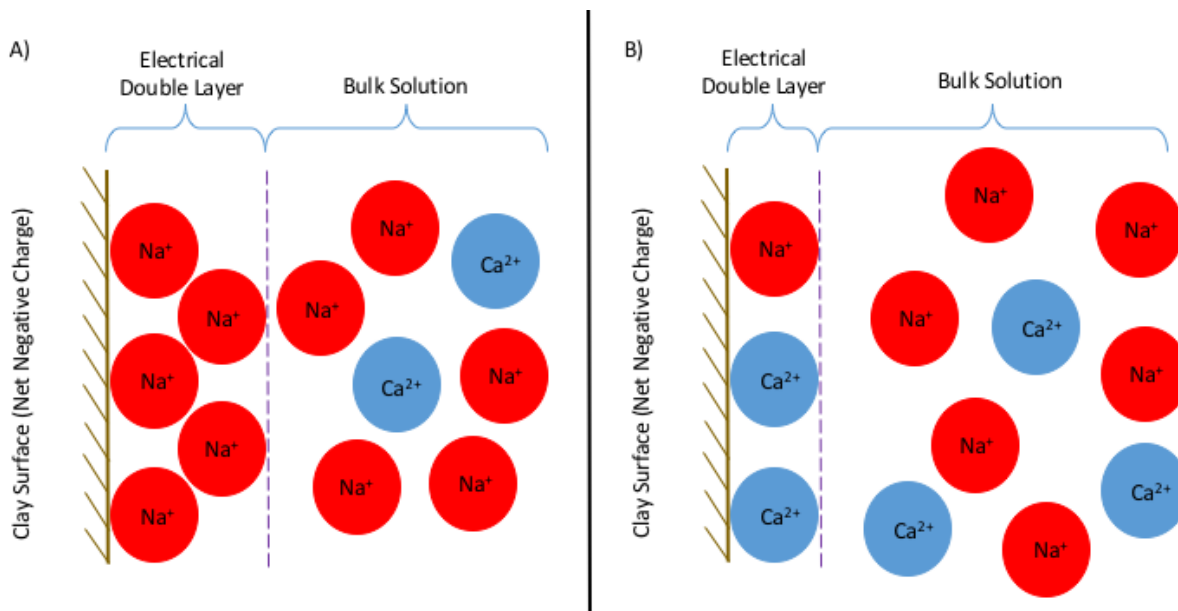 A)
Electrical
Double Layer
Bulk Solution
Clay Surface (Net Negative Charge)
Na⁺
Na⁺
Na⁺
Na⁺
Na⁺
Na⁺
Ca²⁺
Na⁺
Ca²⁺
Na⁺
Na⁺
Na⁺
B)
Electrical
Double Layer
Bulk Solution
Clay Surface (Net Negative Charge)
Na⁺
Ca²⁺
Ca²⁺
Na⁺
Na⁺
Na⁺
Ca²⁺
Na⁺
Na⁺
Ca²⁺
Ca²⁺
Na⁺